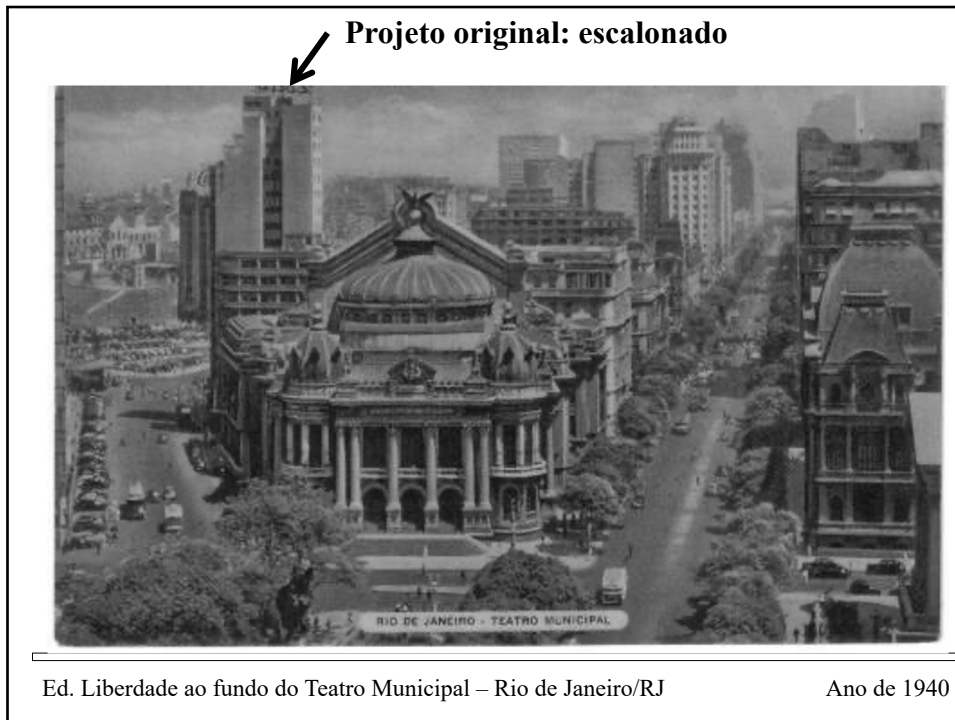 Projeto original: escalonado
RIO DE JANEIRO - TEATRO MUNICIPAL
Ed. Liberdade ao fundo do Teatro Municipal – Rio de Janeiro/RJ
Ano de 1940